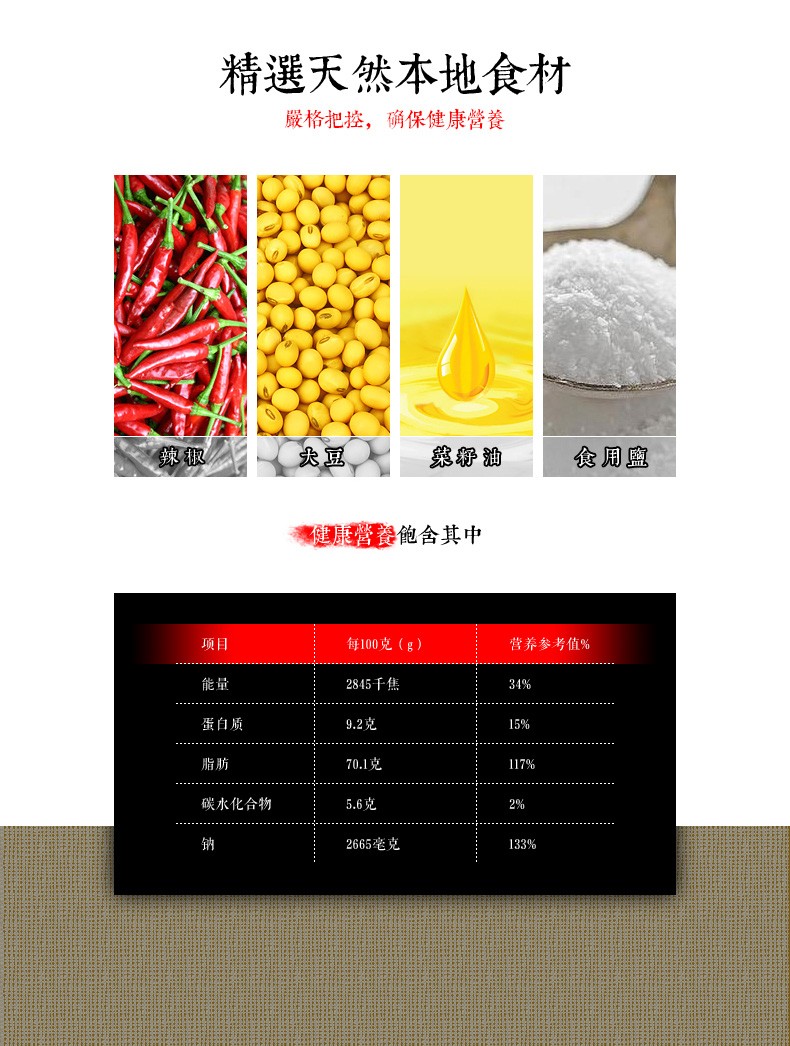 精選天然本地食材
嚴格把控，确保健康營養
辣椒 大豆 菜籽油 食用鹽
健康營養飽含其中
项目 每100克（g） 营养参考值%
能量 2845千焦 34%
蛋白质 9.2克 15%
脂肪 70.1克 117%
碳水化合物 5.6克 2%
钠 2665毫克 133%